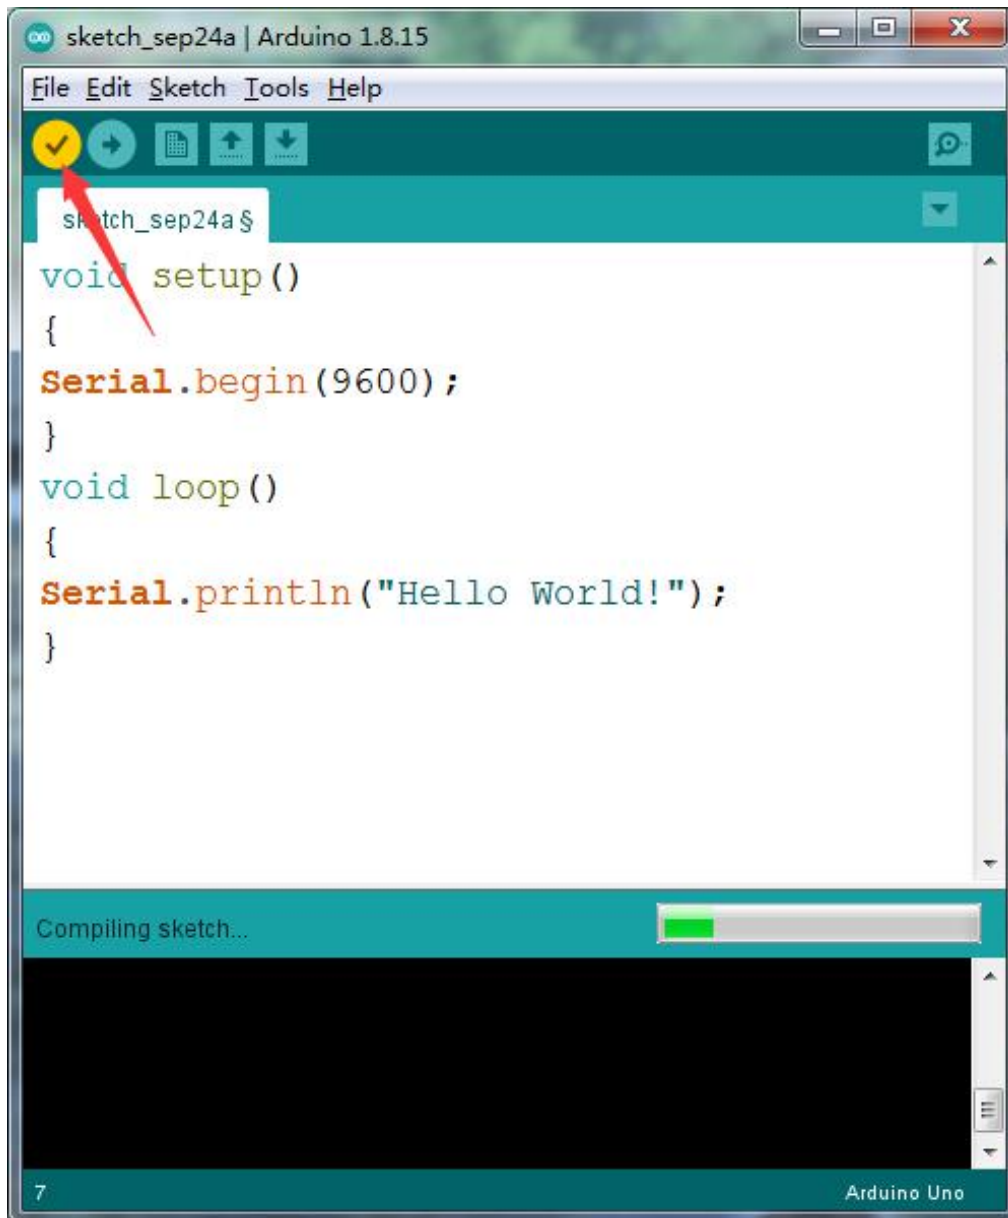 sketch_sep24a | Arduino 1.8.15
File Edit Sketch Tools Help
sketch_sep24a §
void setup()
{
Serial.begin(9600);
}
void loop()
{
Serial.println("Hello World!");
}
Compiling sketch...
7 Arduino Uno